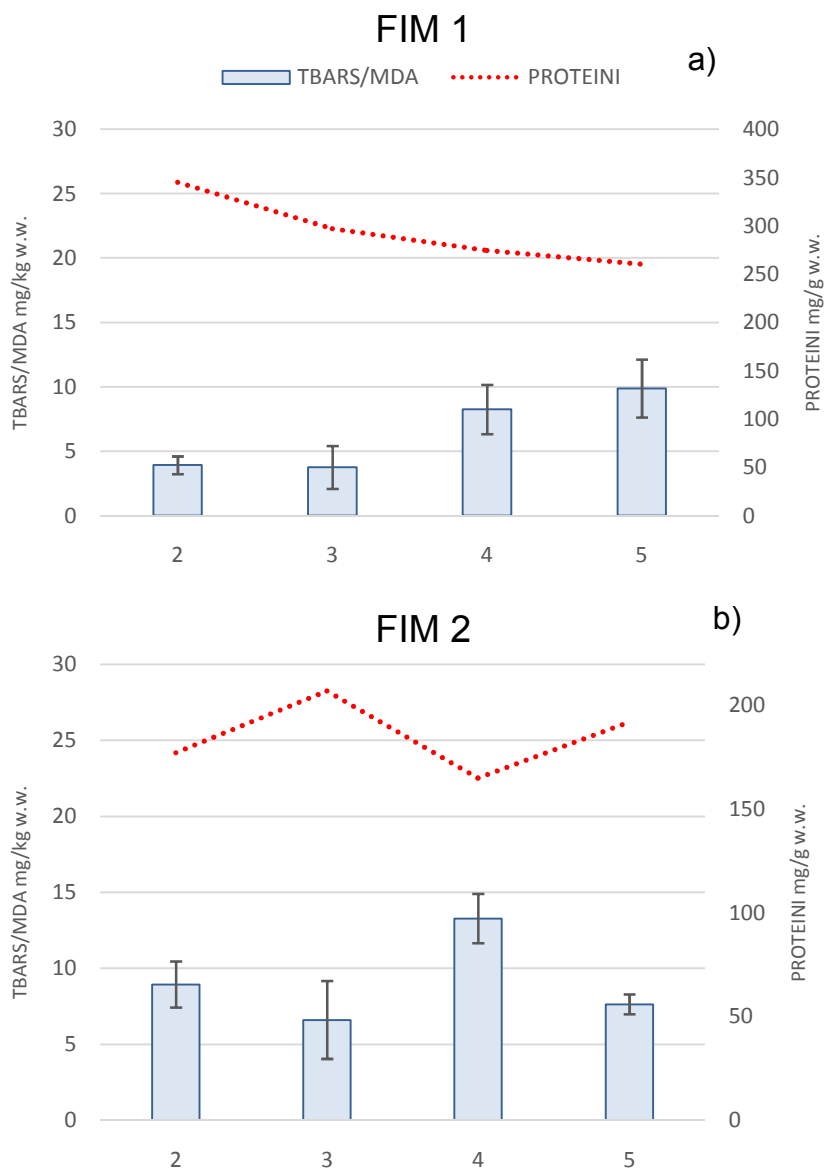 FIM 1
a)
TBARS/MDA PROTEINI
30 400
350
25
300
20
250
15 200
150
10
100
5
50
0 0
TBARS/MDA mg/kg w.w.
PROTEINI mg/g w.w.
2 3 4 5
FIM 2
b)
30
200
25
20
150
15
100
10
50
5
0 0
TBARS/MDA mg/kg w.w.
PROTEINI mg/g w.w.
2 3 4 5